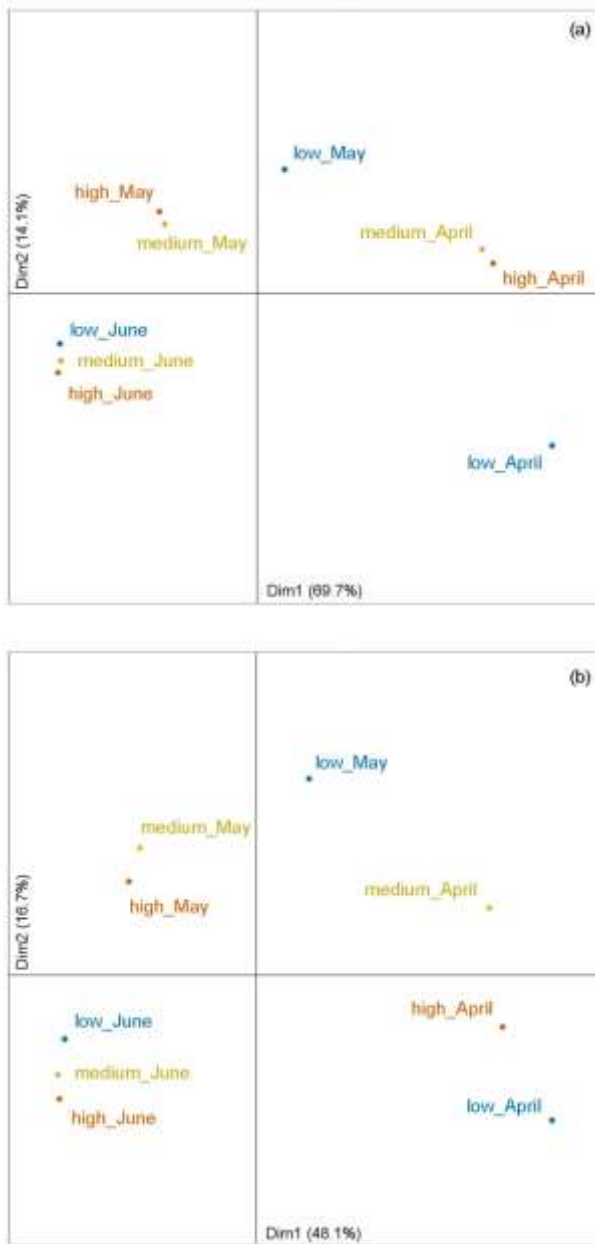 (a)
low_May
high_May
medium_May
medium_April
high_April
Dim2 (14.1%)
low_June
medium_June
high_June
low_April
Dim1 (69.7%)
(b)
low_May
medium_May
medium_April
high_May
Dim2 (16.7%)
low_June
high_April
medium_June
high_June
low_April
Dim1 (48.1%)